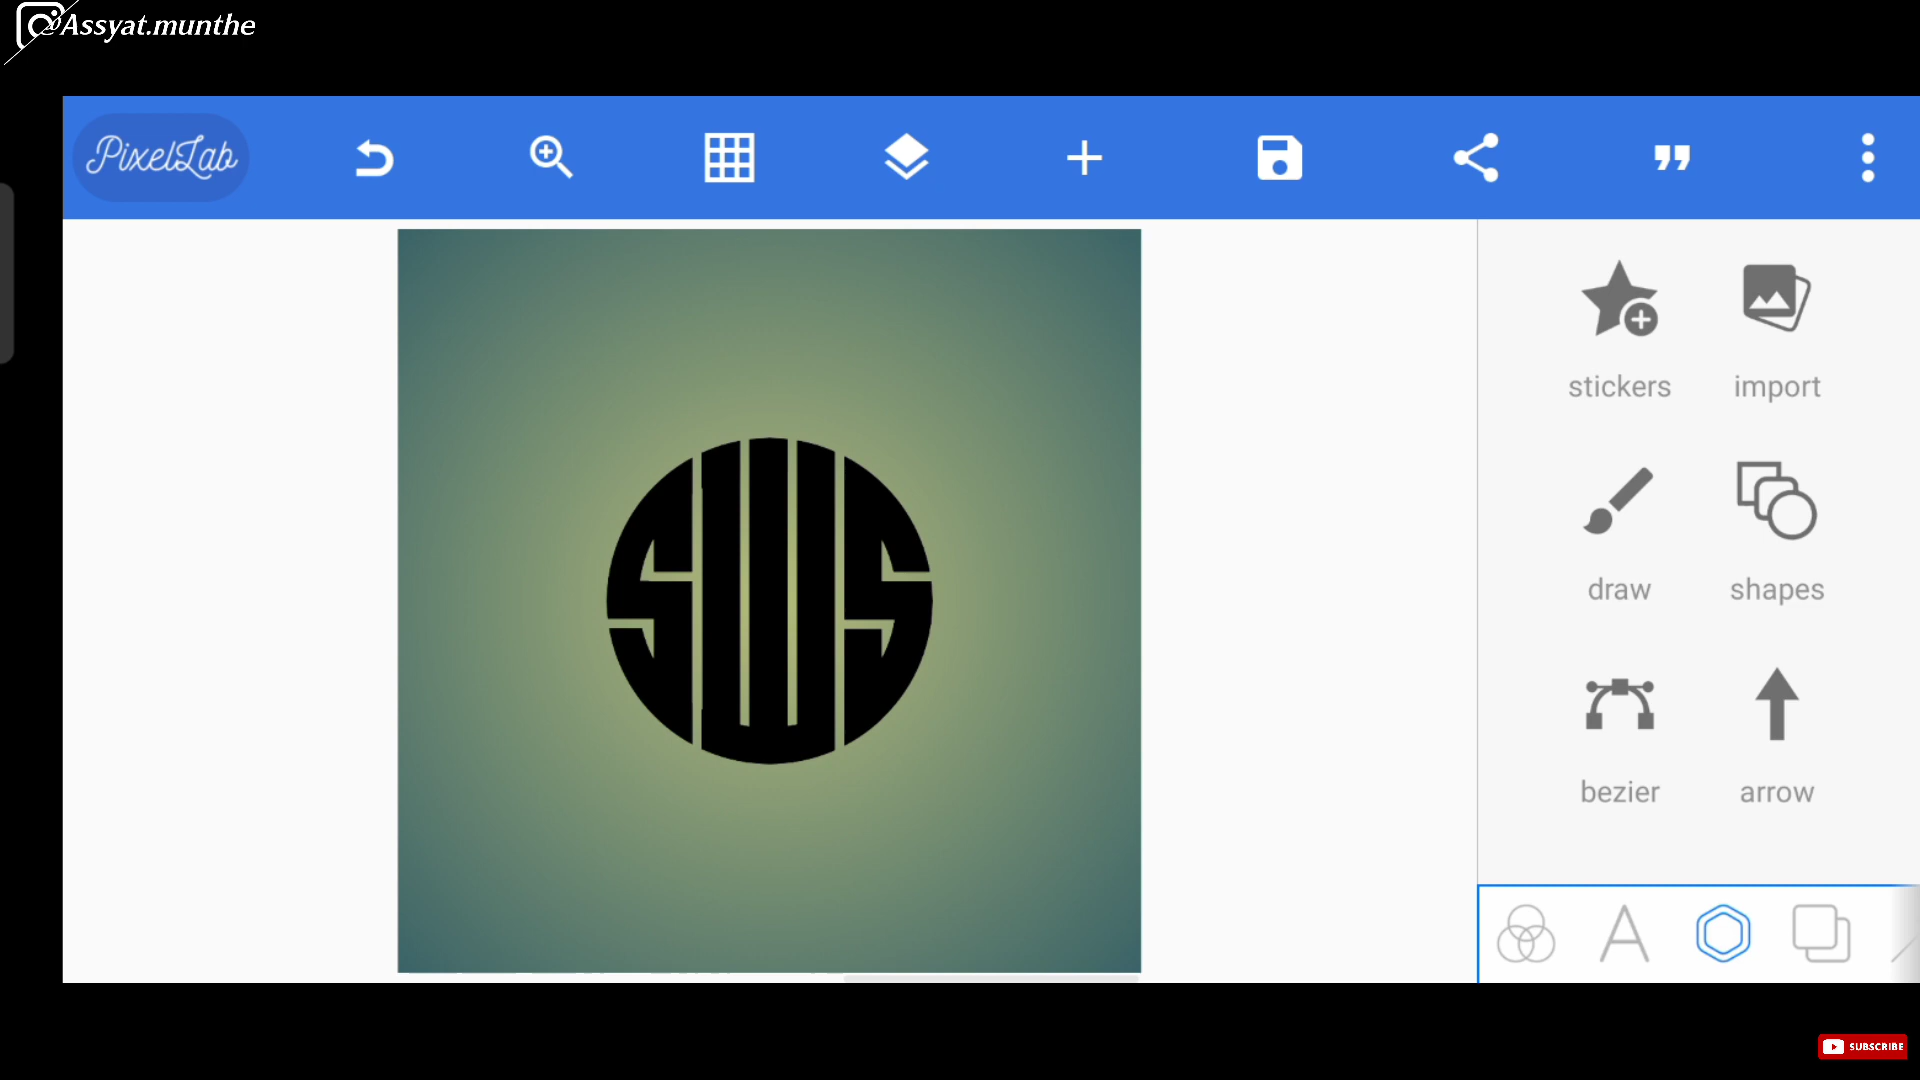 @Assyat.munthe
PixelLab
stickers import
SWS
draw shapes
bezier arrow
SUBSCRIBE